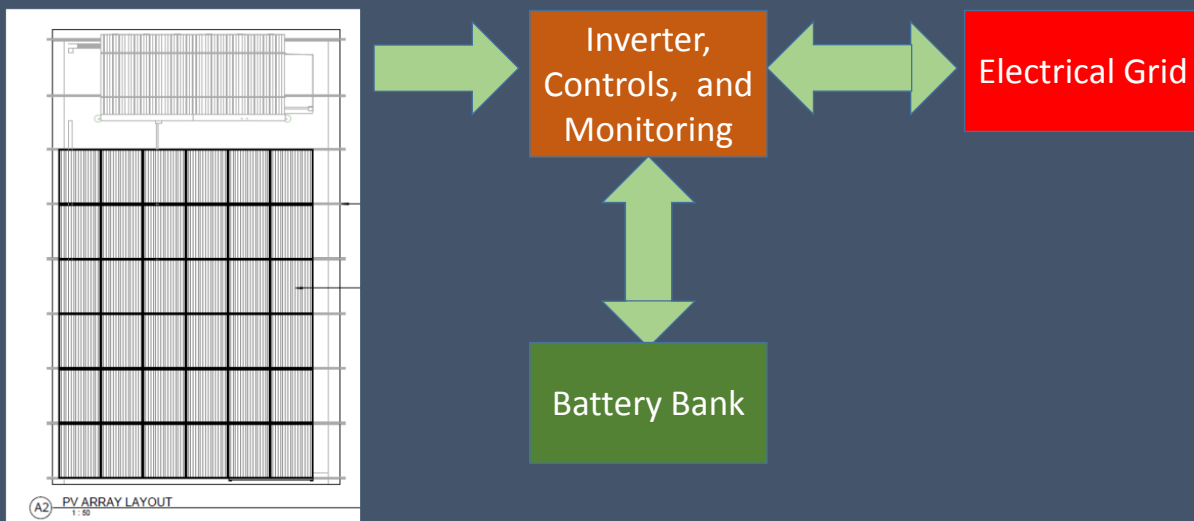 Inverter,
Controls, and
Monitoring
Electrical Grid
Battery Bank
A2
PV ARRAY LAYOUT
1 : 50